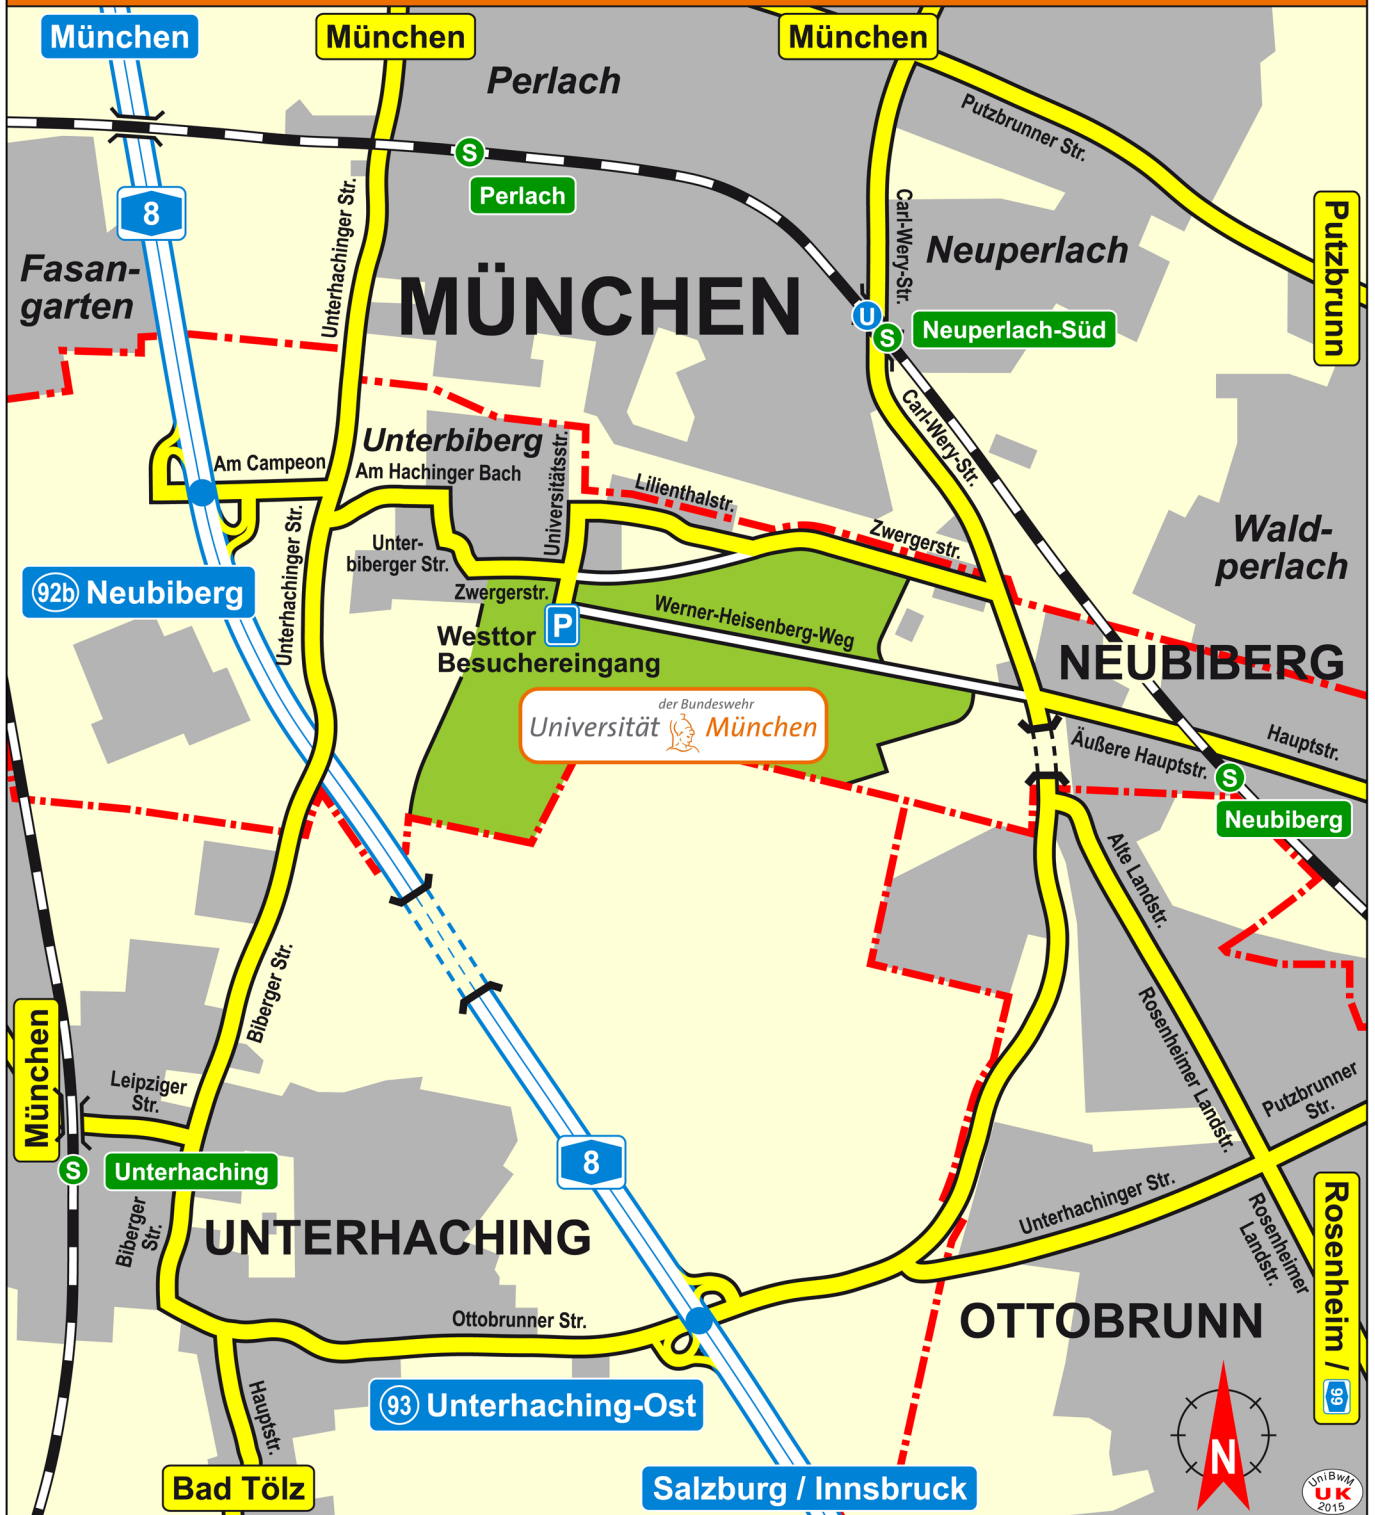 München
München
München
Perlach
Putzbrunner Str.
S
Perlach
8
Unterhachinger Str.
Carl-Wery-Str.
Putzbrunn
Neuperlach
Fasan-
garten
MÜNCHEN
U
S
Neuperlach-Süd
Carl-Wery-Str.
Unterbiberg
Am Campeon
Am Hachinger Bach
Universitätsstr.
Lilienthalstr.
Zwergerstr.
Wald-
perlach
Unterhachinger Str.
Unter-
biberger Str.
92b Neubiberg
Zwergerstr.
P
Westtor
Besuchereingang
Werner-Heisenberg-Weg
NEUBIBERG
der Bundeswehr
Universität München
Hauptstr.
Äußere Hauptstr.
S
Neubiberg
Alte Landstr.
Biberger Str.
Rosenheimer Landstr.
München
Leipziger
Str.
Putzbrunner
Str.
S
Unterhaching
8
Biberger
Str.
UNTERHACHING
Unterhachinger Str.
Rosenheimer
Landstr.
Rosenheim / 99
Ottobrunner Str.
OTTOBRUNN
93 Unterhaching-Ost
Hauptstr.
N
Bad Tölz
Salzburg / Innsbruck
UniBwM
UK
2015